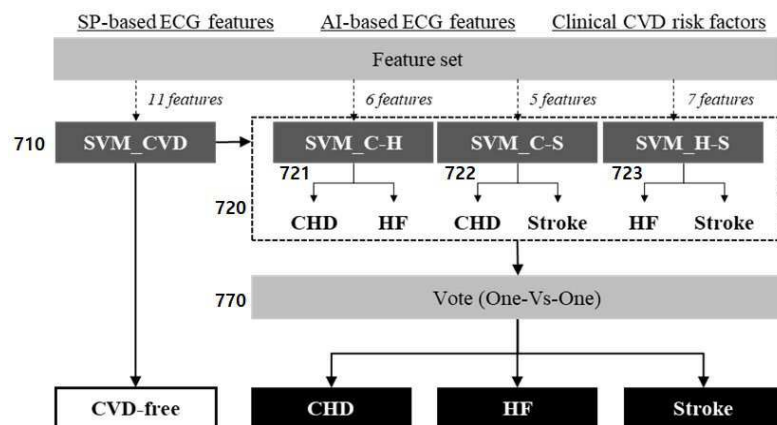 SP-based ECG features AI-based ECG features Clinical CVD risk factors
Feature set
11 features 6 features 5 features 7 features
710 SVM_CVD SVM_C-H SVM_C-S SVM_H-S
721 722 723
720
CHD HF CHD Stroke HF Stroke
770 Vote (One-Vs-One)
CVD-free CHD HF Stroke